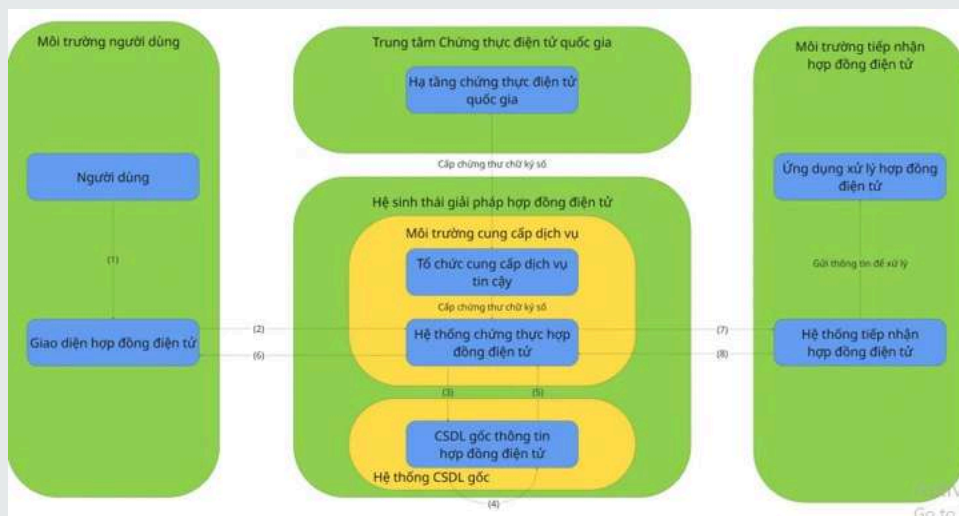 Môi trường người dùng
Người dùng
(1)
Giao diện hợp đồng điện tử
Trung tâm Chứng thực điện tử quốc gia
Hạ tầng chứng thực điện tử
quốc gia
Cấp chứng thư chữ ký số
Hệ sinh thái giải pháp hợp đồng điện tử
Môi trường cung cấp dịch vụ
Tổ chức cung cấp dịch vụ
tin cậy
Cấp chứng thư chữ ký số
Hệ thống chứng thực hợp
đồng điện tử
(2)
(6)
(7)
(8)
(3)
(5)
CSDL gốc thông tin
hợp đồng điện tử
Hệ thống CSDL gốc
(4)
Môi trường tiếp nhận
hợp đồng điện tử
Ứng dụng xử lý hợp đồng
điện tử
Gửi thông tin để xử lý
Hệ thống tiếp nhận
hợp đồng điện tử
Go to